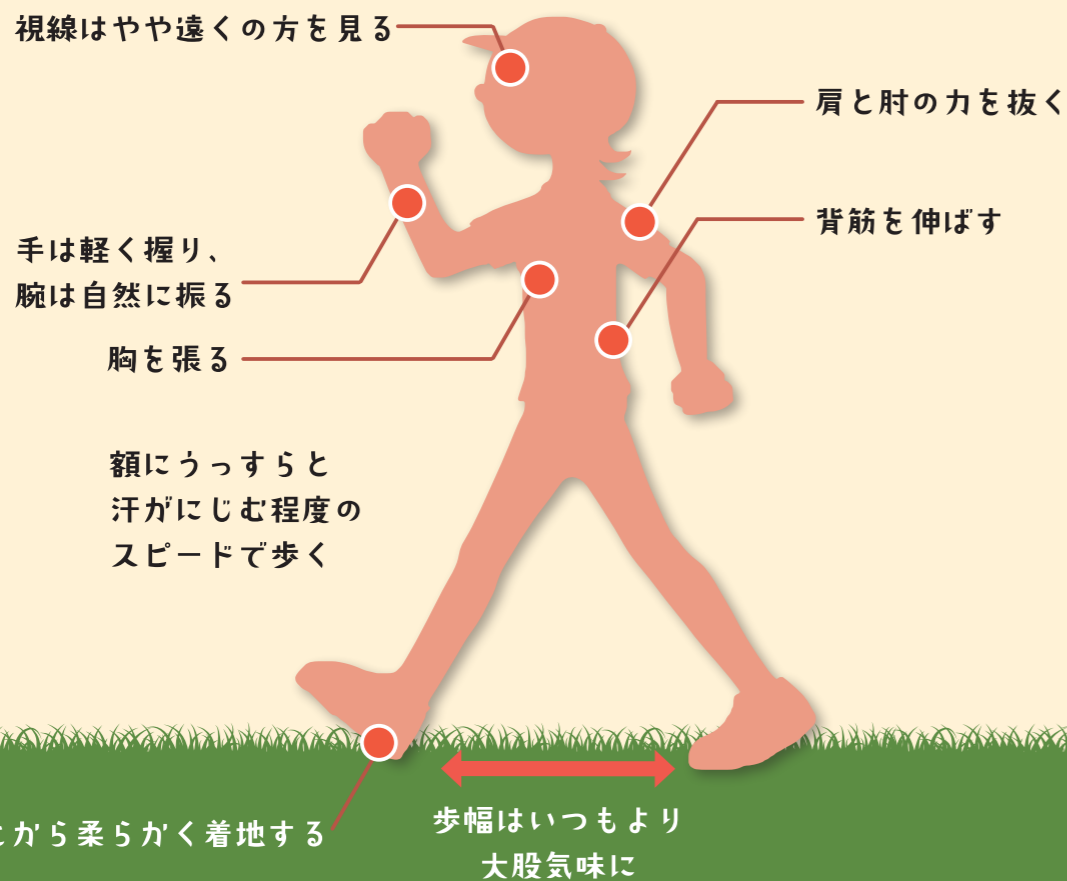 視線はやや遠くの方を見る
肩と肘の力を抜く
背筋を伸ばす
手は軽く握り、
腕は自然に振る
胸を張る
額にうっすらと
汗がにじむ程度の
スピードで歩く
から柔らかく着地する
歩幅はいつもより
大股気味に